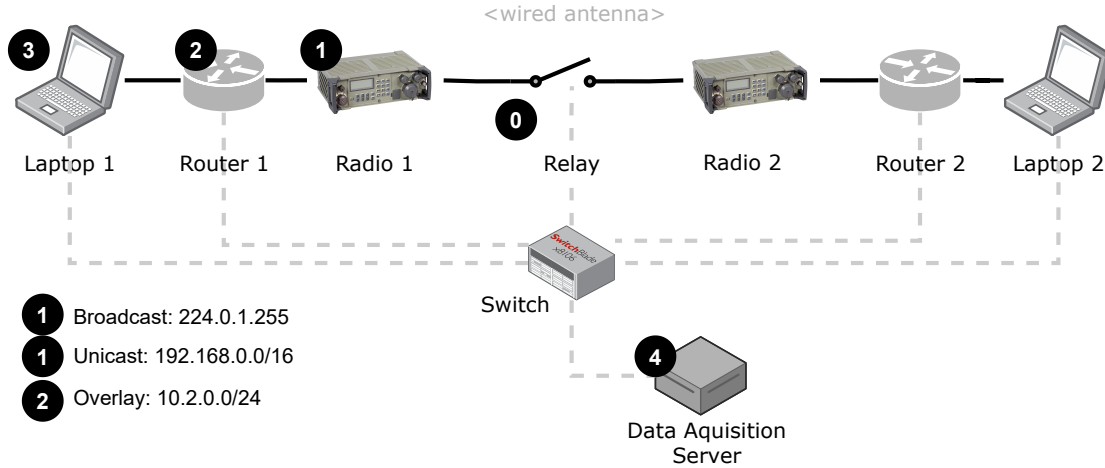 <wired antenna>
3
2
1
0
Laptop 1
Router 1
Radio 1
Relay
Radio 2
Router 2
Laptop 2
SwitchBlade
x8106
Switch
1 Broadcast: 224.0.1.255
1 Unicast: 192.168.0.0/16
2 Overlay: 10.2.0.0/24
4
Data Aquisition
Server